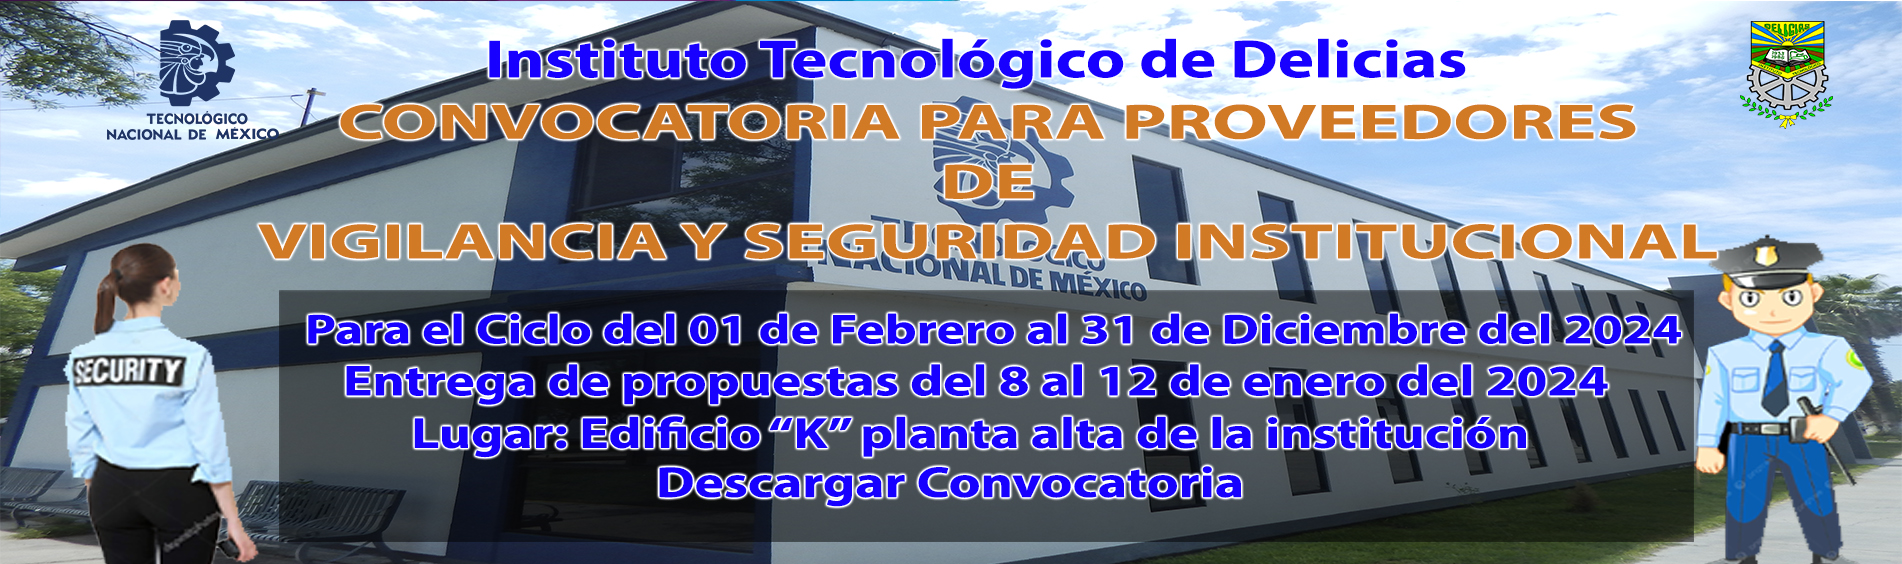 Instituto Tecnológico de Delicias
TECNOLÓGICO
NACIONAL DE MÉXICO
DELICIAS
CONVOCATORIA PARA PROVEEDORES
DE
VIGILANCIA Y SEGURIDAD INSTITUCIONAL
TECNOLÓGICO
NACIONAL DE MÉXICO
SECURITY
Para el Ciclo del 01 de Febrero al 31 de Diciembre del 2024
Entrega de propuestas del 8 al 12 de enero del 2024
Lugar: Edificio “K” planta alta de la institución
Descargar Convocatoria